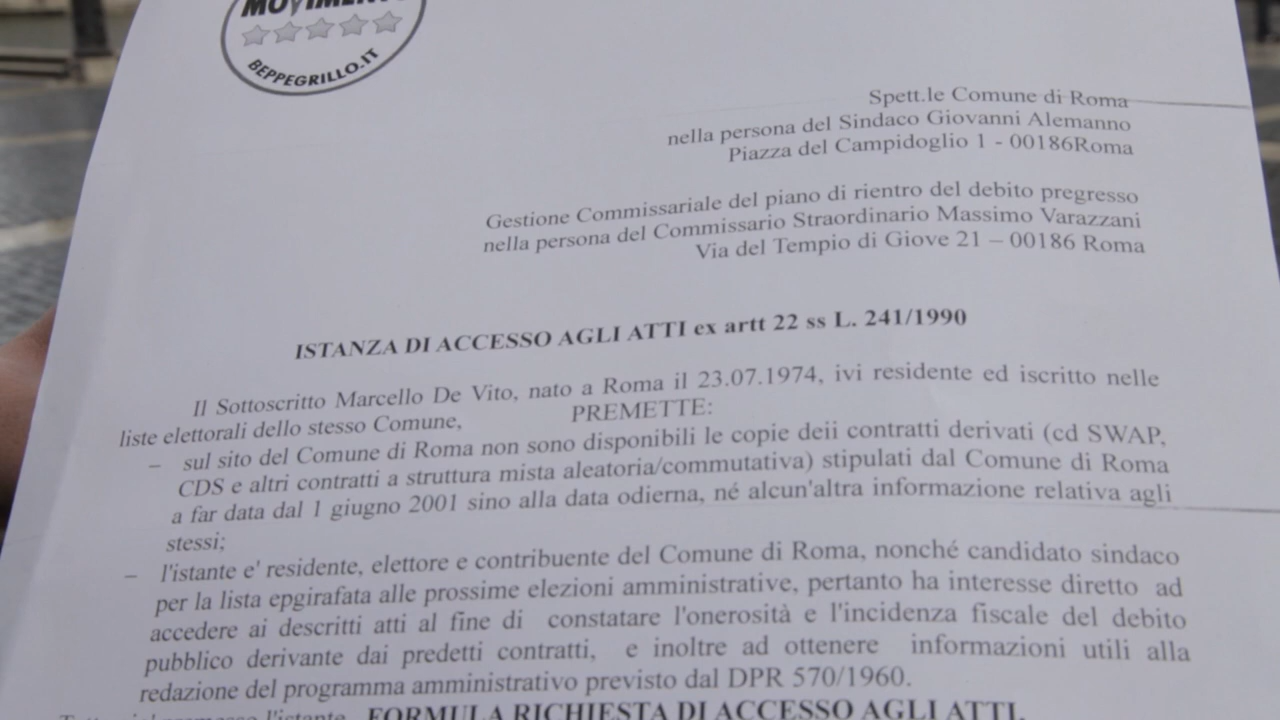 MOVIMENTO
BEPPEGRILLO.IT
Spett.le Comune di Roma
nella persona del Sindaco Giovanni Alemanno
Piazza del Campidoglio 1 - 00186Roma
Gestione Commissariale del piano di rientro del debito pregresso
nella persona del Commissario Straordinario Massimo Varazzani
Via del Tempio di Giove 21 – 00186 Roma
ISTANZA DI ACCESSO AGLI ATTI ex artt 22 ss L. 241/1990
Il Sottoscritto Marcello De Vito, nato a Roma il 23.07.1974, ivi residente ed iscritto nelle
liste elettorali dello stesso Comune,
PREMETTE:
– sul sito del Comune di Roma non sono disponibili le copie deii contratti derivati (cd SWAP,
CDS e altri contratti a struttura mista aleatoria/commutativa) stipulati dal Comune di Roma
a far data dal 1 giugno 2001 sino alla data odierna, né alcun'altra informazione relativa agli
stessi;
– l'istante e' residente, elettore e contribuente del Comune di Roma, nonché candidato sindaco
per la lista epgirafata alle prossime elezioni amministrative, pertanto ha interesse diretto ad
accedere ai descritti atti al fine di constatare l'onerosità e l'incidenza fiscale del debito
pubblico derivante dai predetti contratti, e inoltre ad ottenere informazioni utili alla
redazione del programma amministrativo previsto dal DPR 570/1960.
l'istante FORMULA RICHIESTA DI ACCESSO AGLI ATTI,